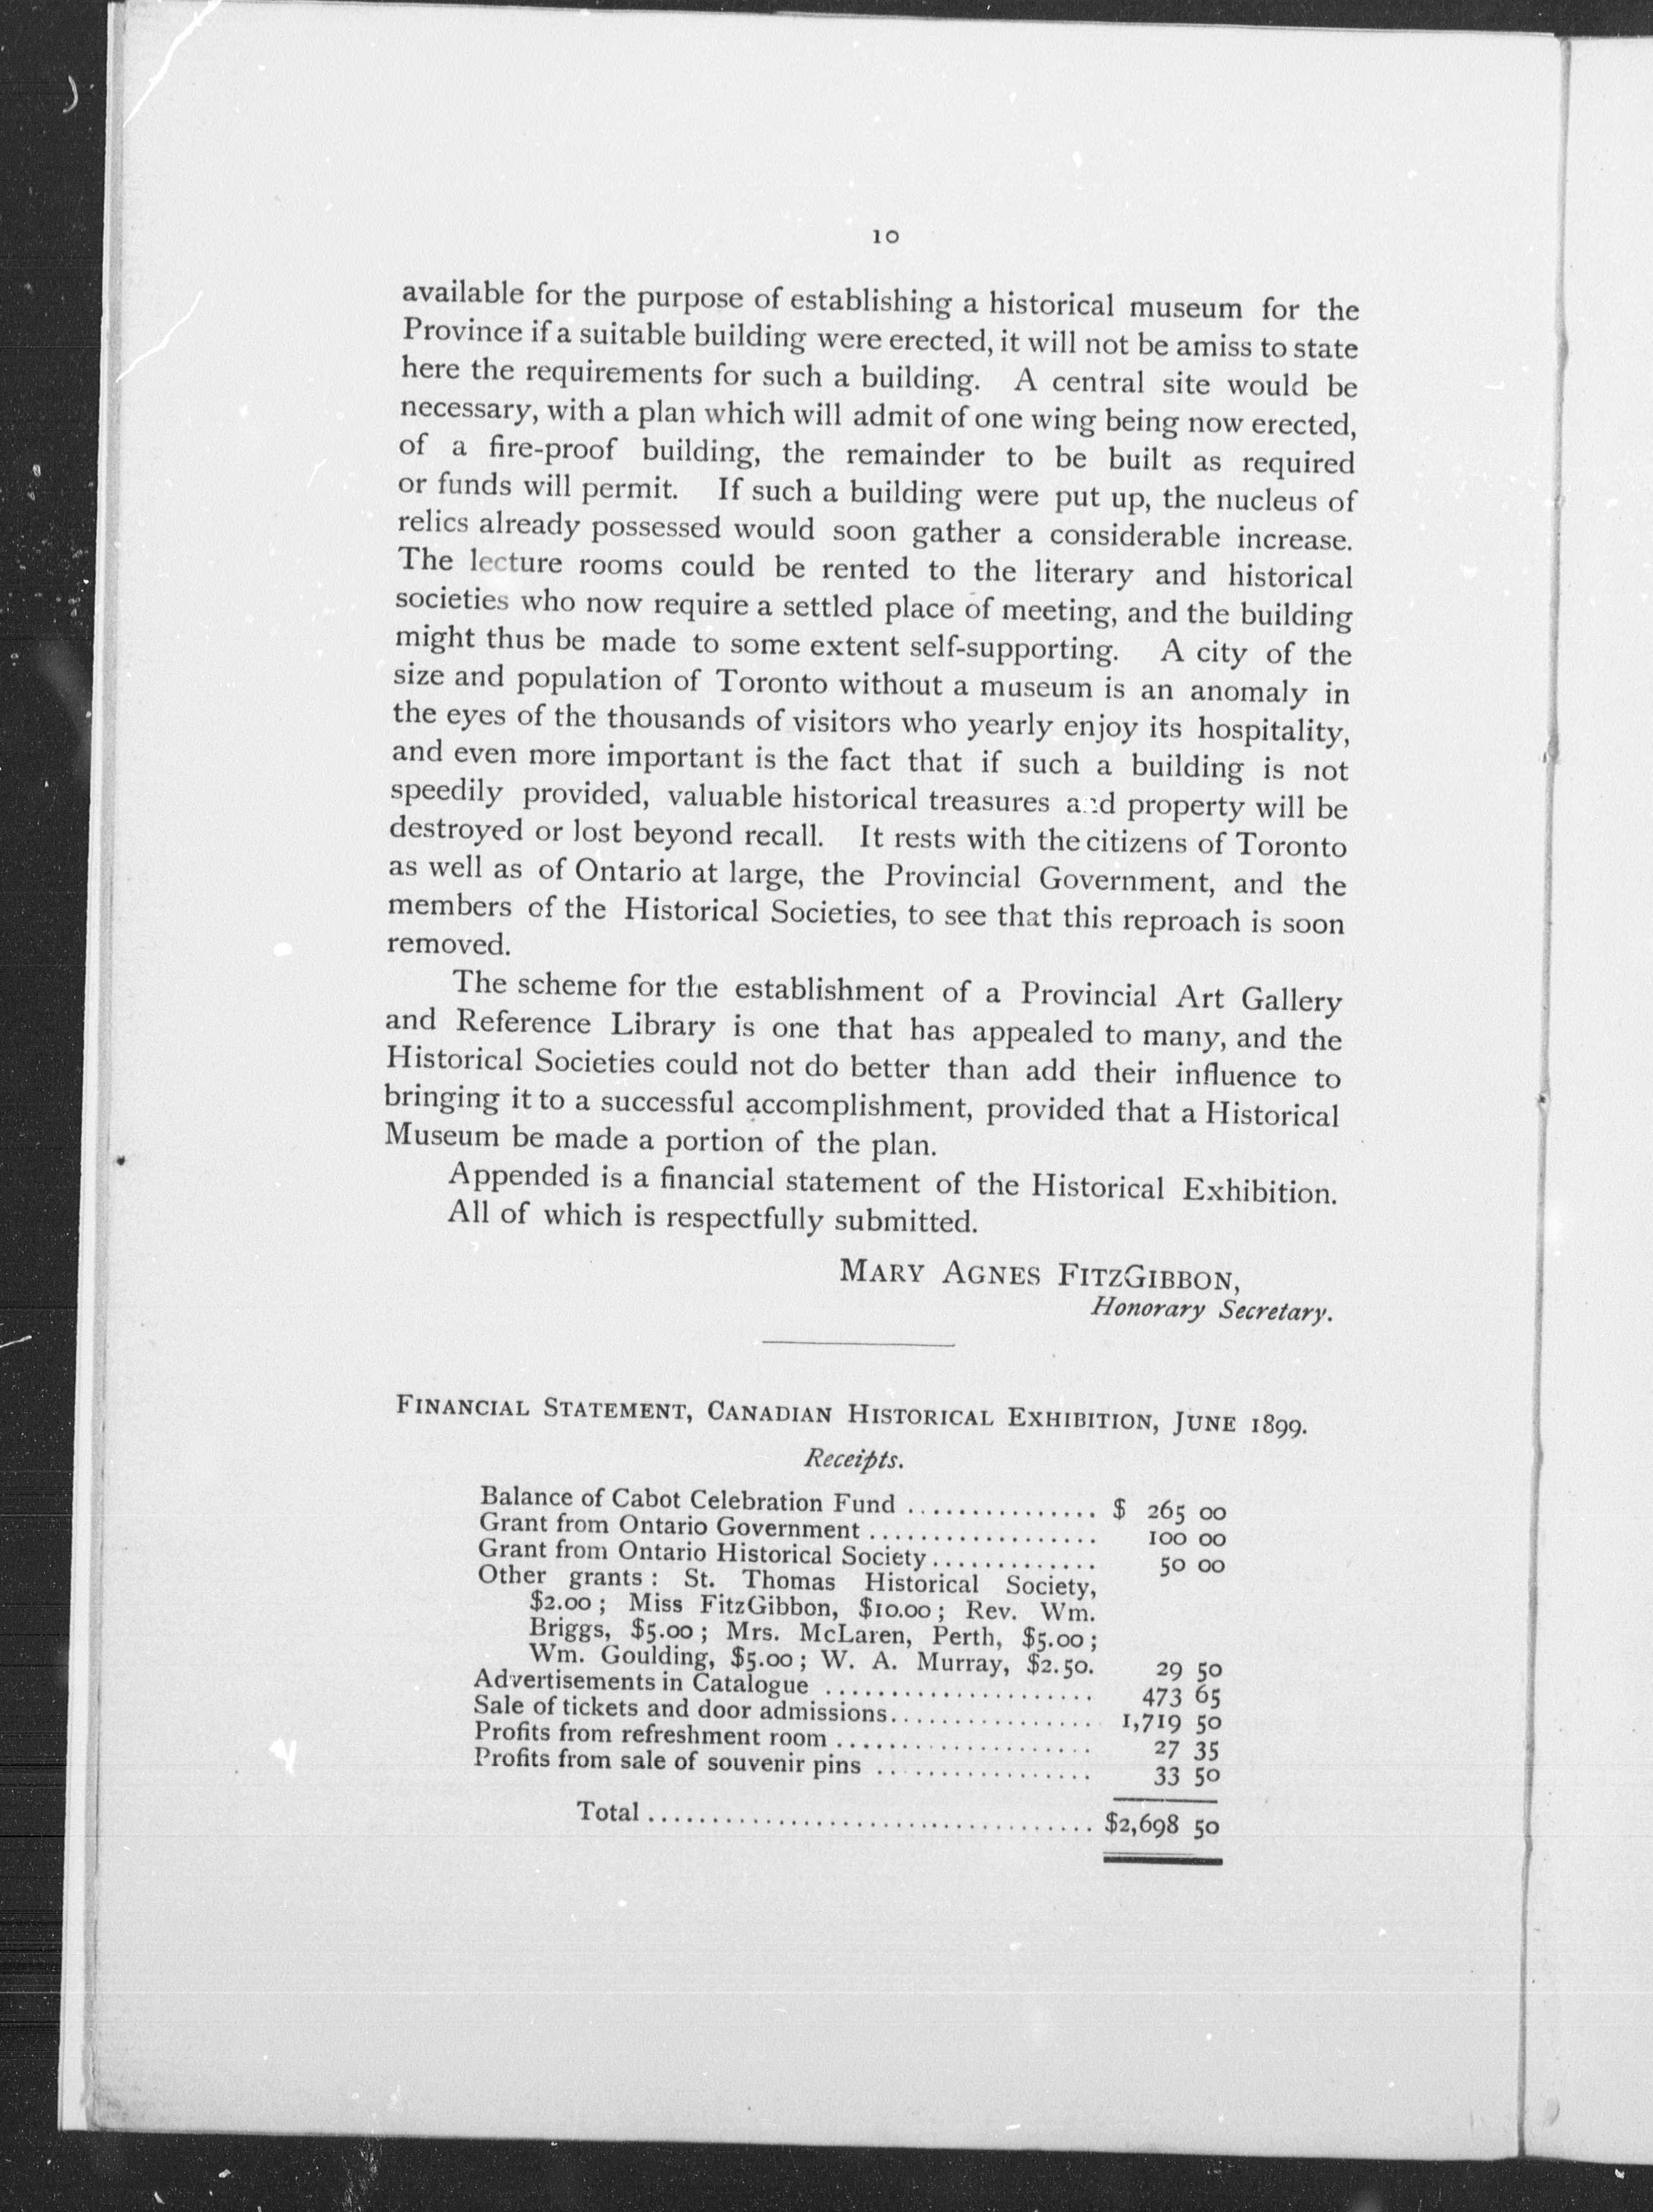 10
available for the purpose of establishing a historical museum for the
Province if a suitable building were erected, it will not be amiss to state
here the requirements for such a building. A central site would be
necessary, with a plan which will admit of one wing being now erected,
of a fire-proof building, the remainder to be built as required
or funds will permit. If such a building were put up, the nucleus of
relics already possessed would soon gather a considerable increase.
The lecture rooms could be rented to the literary and historical
societies who now require a settled place of meeting, and the building
might thus be made to some extent self-supporting. A city of the
size and population of Toronto without a museum is an anomaly in
the eyes of the thousands of visitors who yearly enjoy its hospitality,
and even more important is the fact that if such a building is not
speedily provided, valuable historical treasures and property will be
destroyed or lost beyond recall. It rests with the citizens of Toronto
as well as of Ontario at large, the Provincial Government, and the
members of the Historical Societies, to see that this reproach is soon
removed.
The scheme for the establishment of a Provincial Art Gallery
and Reference Library is one that has appealed to many, and the
Historical Societies could not do better than add their influence to
bringing it to a successful accomplishment, provided that a Historical
Museum be made a portion of the plan.
Appended is a financial statement of the Historical Exhibition.
All of which is respectfully submitted.
MARY AGNES FITZGIBBON,
Honorary Secretary.
FINANCIAL STATEMENT, CANADIAN HISTORICAL EXHIBITION, JUNE 1899.
Receipts.
Balance of Cabot Celebration Fund ............... $ 265 00
Grant from Ontario Government .................. 100 00
Grant from Ontario Historical Society............. 50 00
Other grants: St. Thomas Historical Society,
$2.00; Miss FitzGibbon, $10.00; Rev. Wm.
Briggs, $5.00; Mrs. McLaren, Perth, $5.00;
Wm. Goulding, $5.00; W. A. Murray, $2.50. 29 50
Advertisements in Catalogue ..................... 473 65
Sale of tickets and door admissions................ 1,719 50
Profits from refreshment room .................... 27 35
Profits from sale of souvenir pins ................. 33 50
Total ................................... $2,698 50